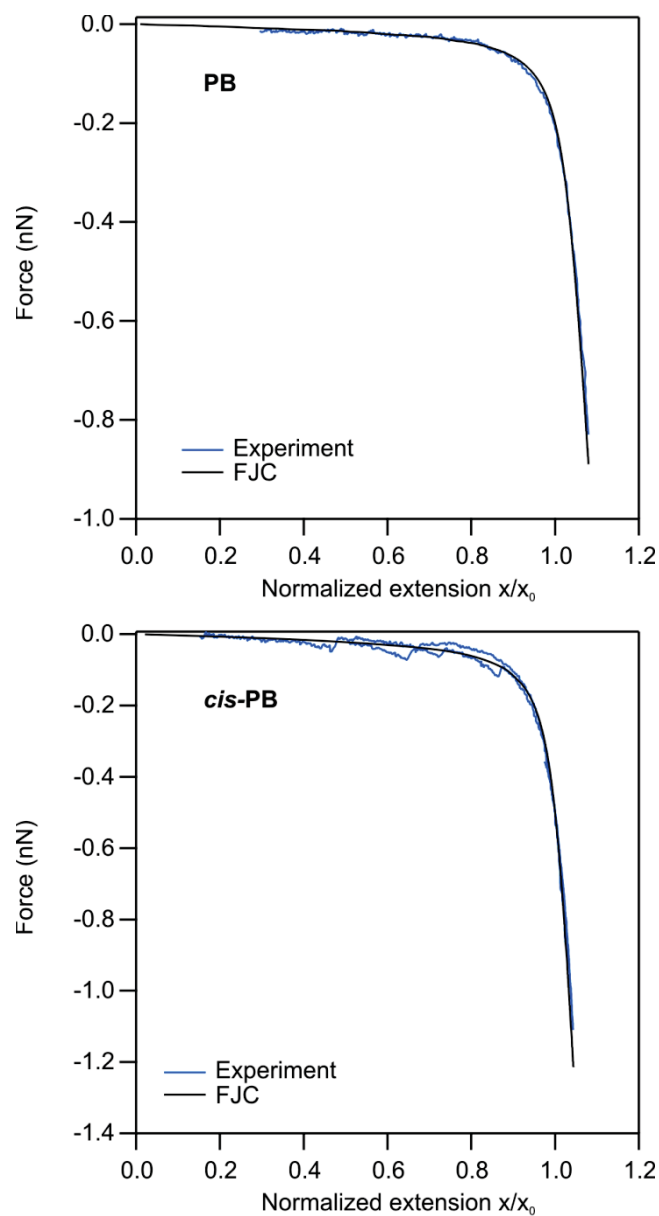 0.0
-0.2
-0.4
-0.6
-0.8
-1.0
Force (nN)
PB
Experiment
FJC
0.0 0.2 0.4 0.6 0.8 1.0 1.2
Normalized extension x/x₀
0.0
-0.2
-0.4
-0.6
-0.8
-1.0
-1.2
-1.4
Force (nN)
cis-PB
Experiment
FJC
0.0 0.2 0.4 0.6 0.8 1.0 1.2
Normalized extension x/x₀